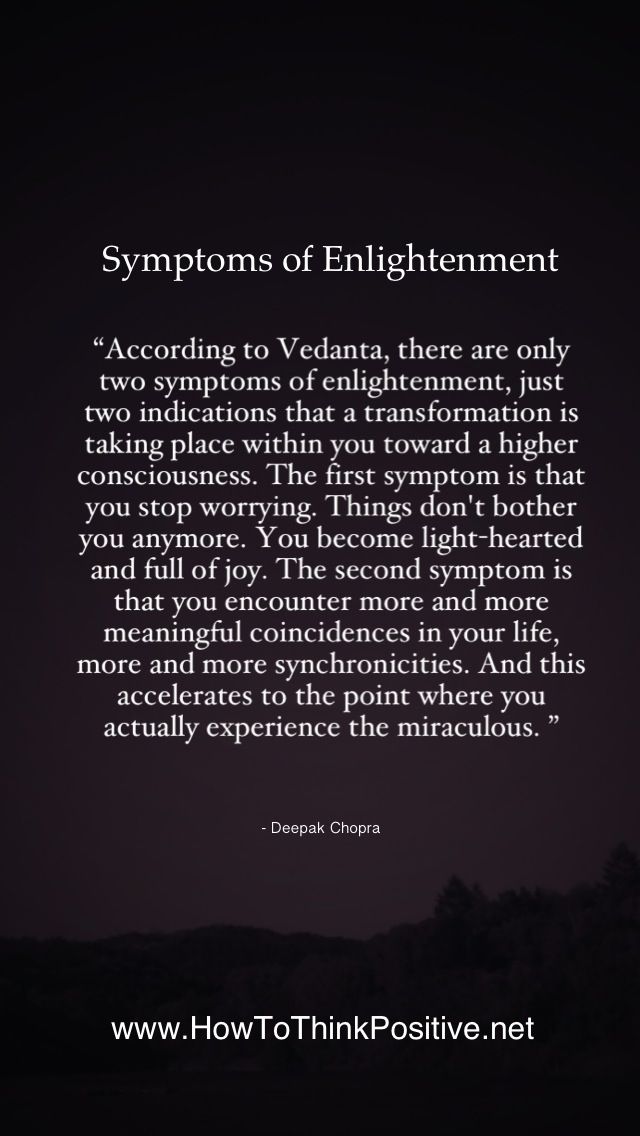 Symptoms of Enlightenment
“According to Vedanta, there are only
two symptoms of enlightenment, just
two indications that a transformation is
taking place within you toward a higher
consciousness. The first symptom is that
you stop worrying. Things don't bother
you anymore. You become light-hearted
and full of joy. The second symptom is
that you encounter more and more
meaningful coincidences in your life,
more and more synchronicities. And this
accelerates to the point where you
actually experience the miraculous. ”
- Deepak Chopra
www.HowToThinkPositive.net